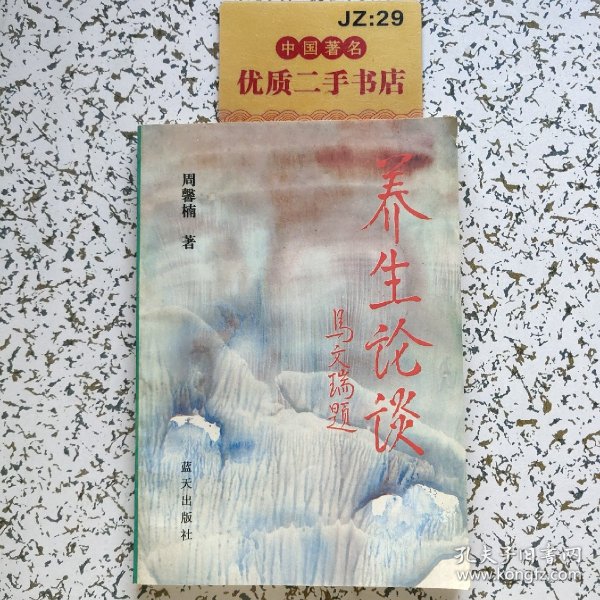 JZ:29
中国著名
优质二手书店
养生论谈
马文瑞题
周馨楠 著
蓝天出版社
孔夫子旧书网
www.kongfz.com